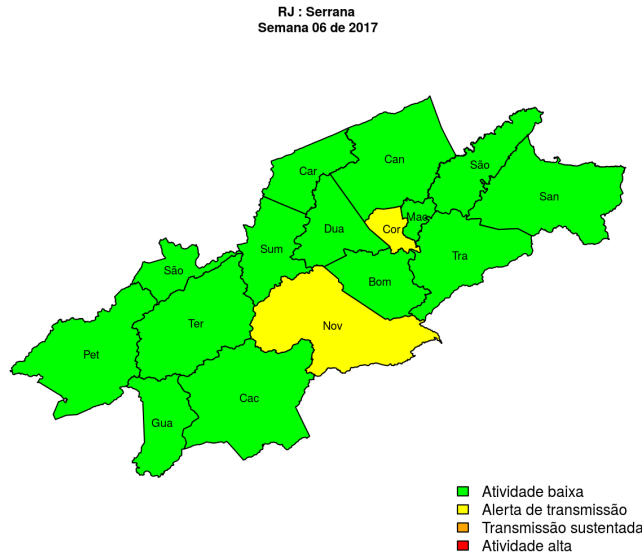 RJ : Serrana
Semana 06 de 2017
Can
São
Car
San
Mac
Cor
Dua
Sum
Tra
São
Bom
Ter
Nov
Pet
Cac
Gua
Atividade baixa
Alerta de transmissão
Transmissão sustentada
Atividade alta